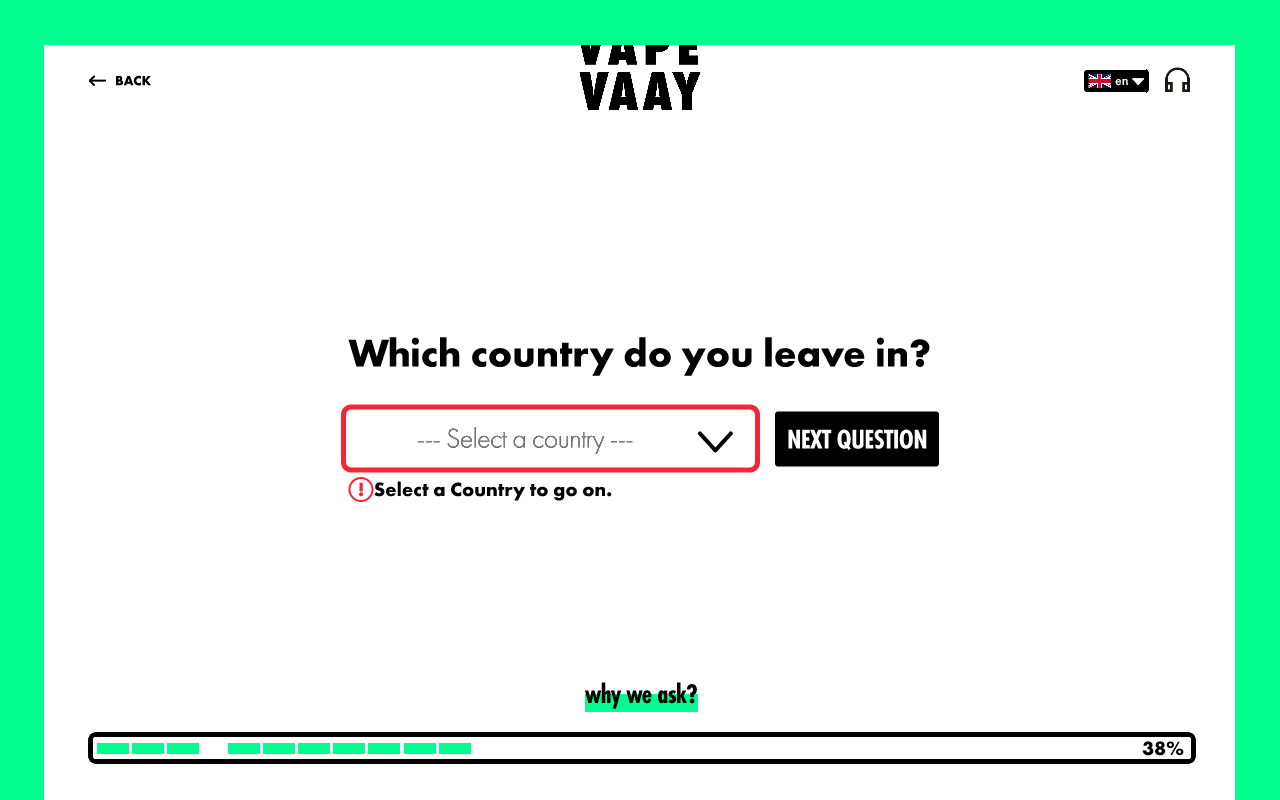 VAPE
VAAY
BACK
en
Which country do you leave in?
--- Select a country ---
NEXT QUESTION
Select a Country to go on.
why we ask?
38%